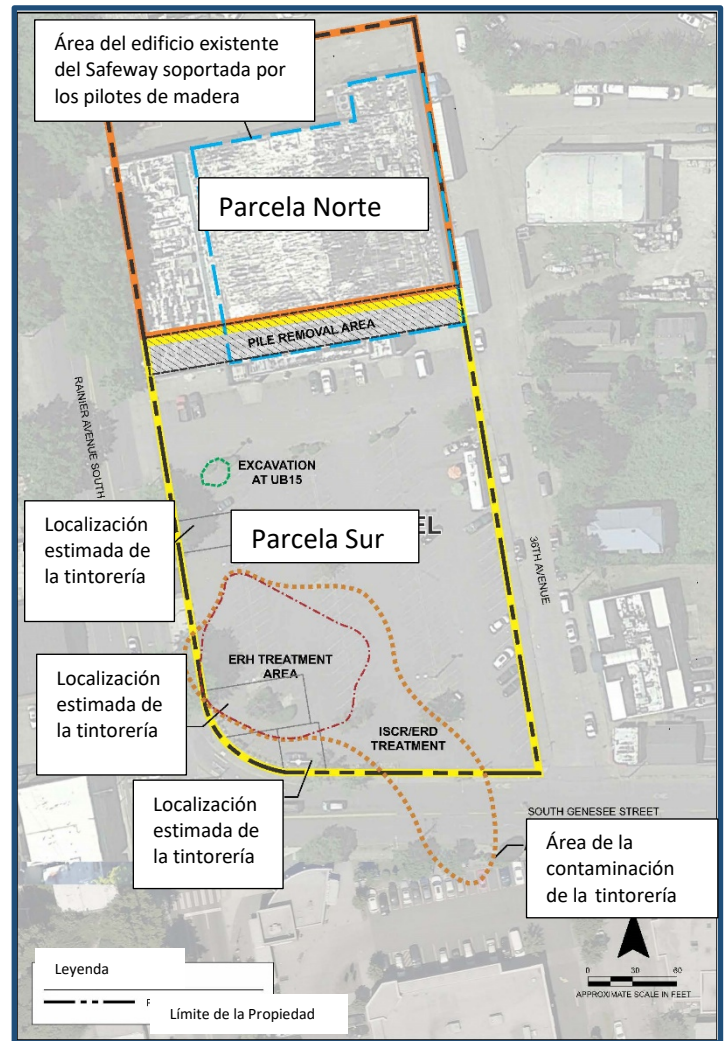 Área del edificio existente
del Safeway soportada por
los pilotes de madera
Parcela Norte
PILE REMOVAL AREA
RAINIER AVENUE SOUTH
EXCAVATION
AT UB15
Localización
estimada de
la tintorería
Parcela Sur
EL
36TH AVENUE
ERH TREATMENT
AREA
Localización
estimada de
la tintorería
ISCR/ERD
TREATMENT
Localización
estimada de
la tintorería
SOUTH GENESEE STREET
Área de la
contaminación
de la tintorería
Leyenda
Límite de la Propiedad
0 30 60
APPROXIMATE SCALE IN FEET